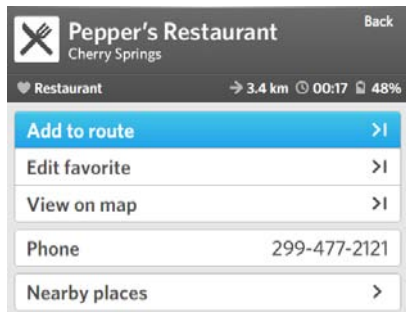 Pepper's Restaurant
Back
Cherry Springs
Restaurant 3.4 km 00:17 48%
Add to route
Edit favorite
View on map
Phone 299-477-2121
Nearby places